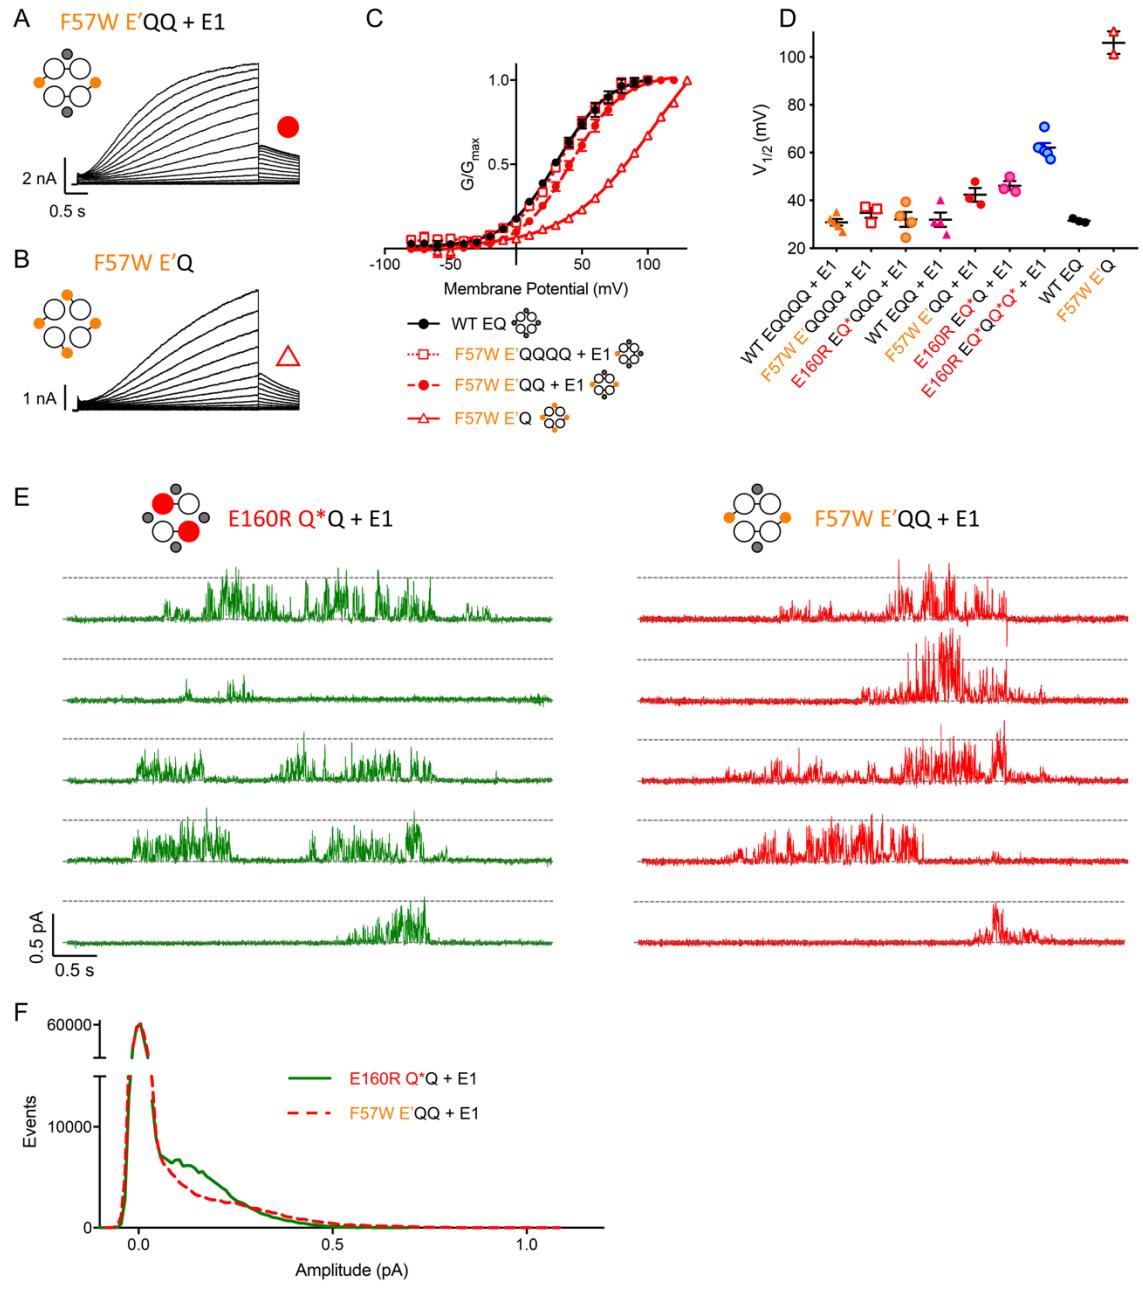 A
F57W E'QQ + E1
2 nA
0.5 s
B
F57W E'Q
1 nA
C
G/Gmax
1.0
0.5
-100
-50
50
100
Membrane Potential (mV)
WT EQ
F57W E'QQQQ + E1
F57W E'QQ + E1
F57W E'Q
D
V1/2 (mV)
100
80
60
40
20
WT EQQQQ + E1
F57W E'QQQQ + E1
E160R EQ*QQQ + E1
WT EQQ + E1
F57W E'QQ + E1
E160R EQ*Q + E1
E160R EQ*QQ*Q* + E1
WT EQ
F57W E'Q
E
E160R Q*Q + E1
F57W E'QQ + E1
0.5 pA
0.5 s
F
Events
60000
10000
0
0.0
0.5
1.0
Amplitude (pA)
E160R Q*Q + E1
F57W E'QQ + E1